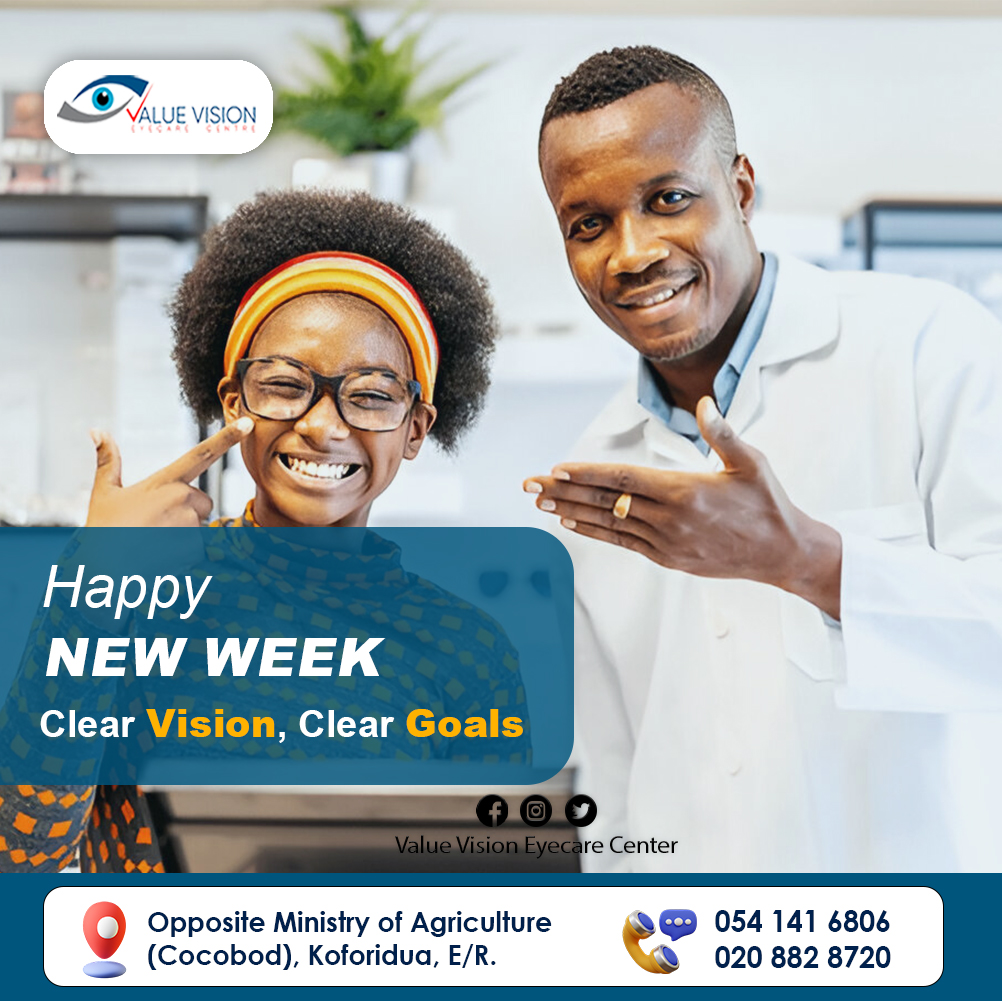 VALUE VISION
EYECARE CENTRE
Happy
NEW WEEK
Clear Vision, Clear Goals
Value Vision Eyecare Center
Opposite Ministry of Agriculture
(Cocobod), Koforidua, E/R.
054 141 6806
020 882 8720